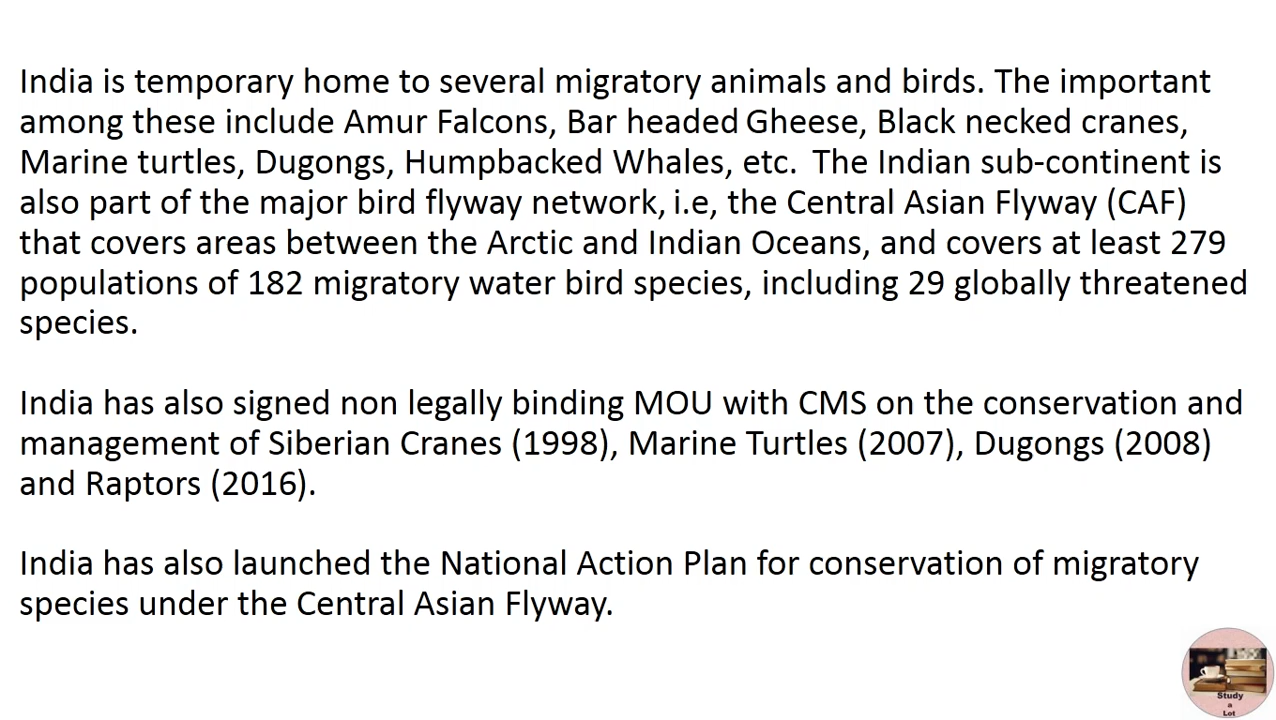 India is temporary home to several migratory animals and birds. The important
among these include Amur Falcons, Bar headed Gheese, Black necked cranes,
Marine turtles, Dugongs, Humpbacked Whales, etc.  The Indian sub-continent is
also part of the major bird flyway network, i.e, the Central Asian Flyway (CAF)
that covers areas between the Arctic and Indian Oceans, and covers at least 279
populations of 182 migratory water bird species, including 29 globally threatened
species.
India has also signed non legally binding MOU with CMS on the conservation and
management of Siberian Cranes (1998), Marine Turtles (2007), Dugongs (2008)
and Raptors (2016).
India has also launched the National Action Plan for conservation of migratory
species under the Central Asian Flyway.
Study
a
Lot